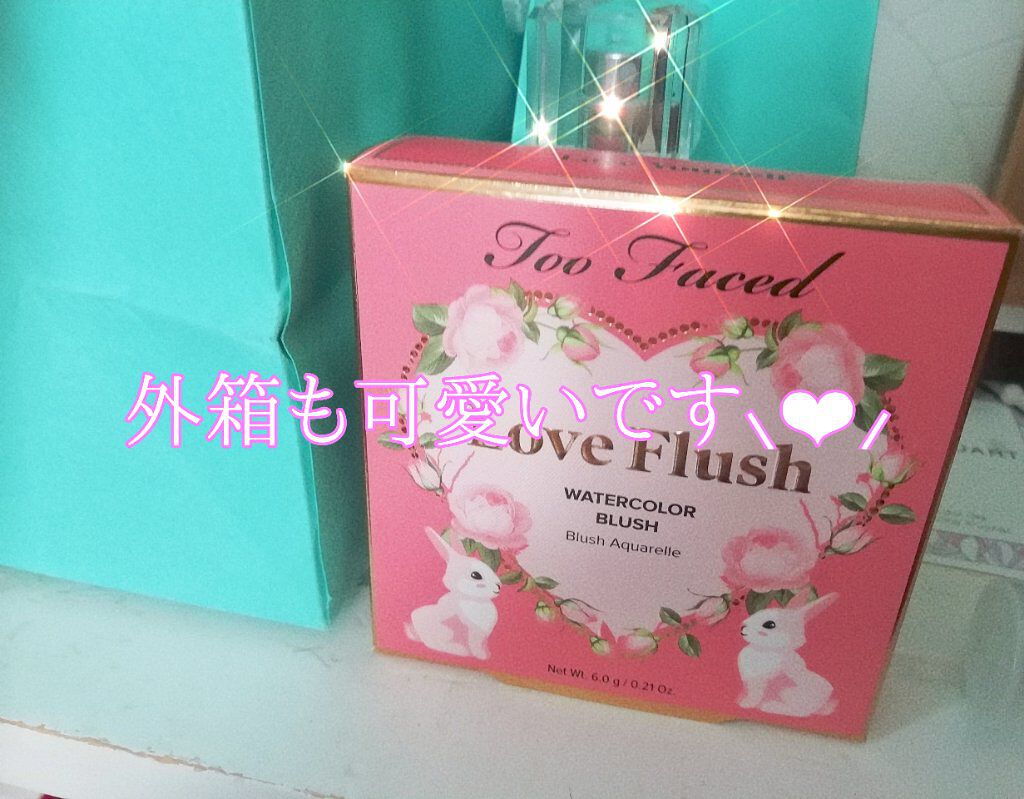 Too Faced
外箱も可愛いです\❤/
Love Flush
WATERCOLOR
BLUSH
Blush Aquarelle
Net Wt. 6.0 g / 0.21 Oz.